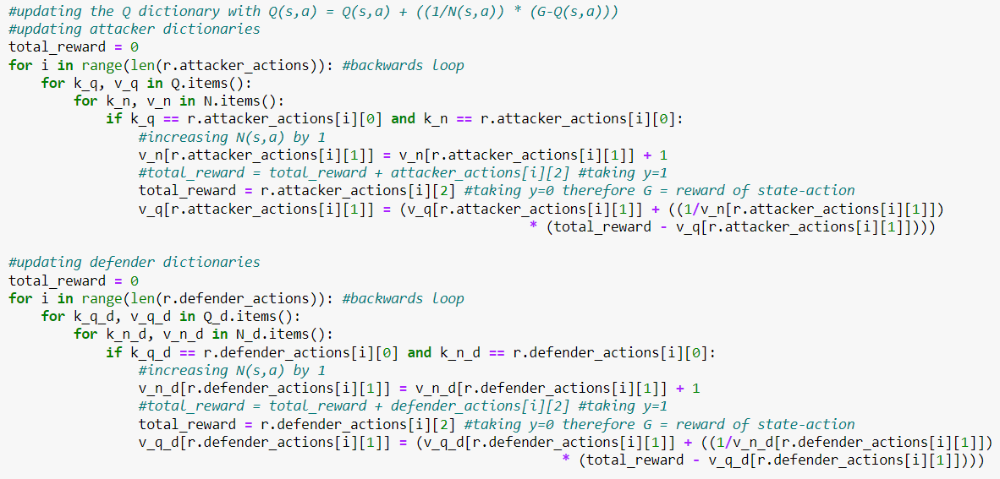 #updating the Q dictionary with Q(s,a) = Q(s,a) + ((1/N(s,a)) * (G-Q(s,a)))
#updating attacker dictionaries
total_reward = 0
for i in range(len(r.attacker_actions)): #backwards loop
    for k_q, v_q in Q.items():
        for k_n, v_n in N.items():
            if k_q == r.attacker_actions[i][0] and k_n == r.attacker_actions[i][0]:
                #increasing N(s,a) by 1
                v_n[r.attacker_actions[i][1]] = v_n[r.attacker_actions[i][1]] + 1
                #total_reward = total_reward + attacker_actions[i][2] #taking y=1
                total_reward = r.attacker_actions[i][2] #taking y=0 therefore G = reward of state-action
                v_q[r.attacker_actions[i][1]] = (v_q[r.attacker_actions[i][1]] + ((1/v_n[r.attacker_actions[i][1]])
                                                                * (total_reward - v_q[r.attacker_actions[i][1]])))

#updating defender dictionaries
total_reward = 0
for i in range(len(r.defender_actions)): #backwards loop
    for k_q_d, v_q_d in Q_d.items():
        for k_n_d, v_n_d in N_d.items():
            if k_q_d == r.defender_actions[i][0] and k_n_d == r.defender_actions[i][0]:
                #increasing N(s,a) by 1
                v_n_d[r.defender_actions[i][1]] = v_n_d[r.defender_actions[i][1]] + 1
                #total_reward = total_reward + defender_actions[i][2] #taking y=1
                total_reward = r.defender_actions[i][2] #taking y=0 therefore G = reward of state-action
                v_q_d[r.defender_actions[i][1]] = (v_q_d[r.defender_actions[i][1]] + ((1/v_n_d[r.defender_actions[i][1]])
                                                                    * (total_reward - v_q_d[r.defender_actions[i][1]])))